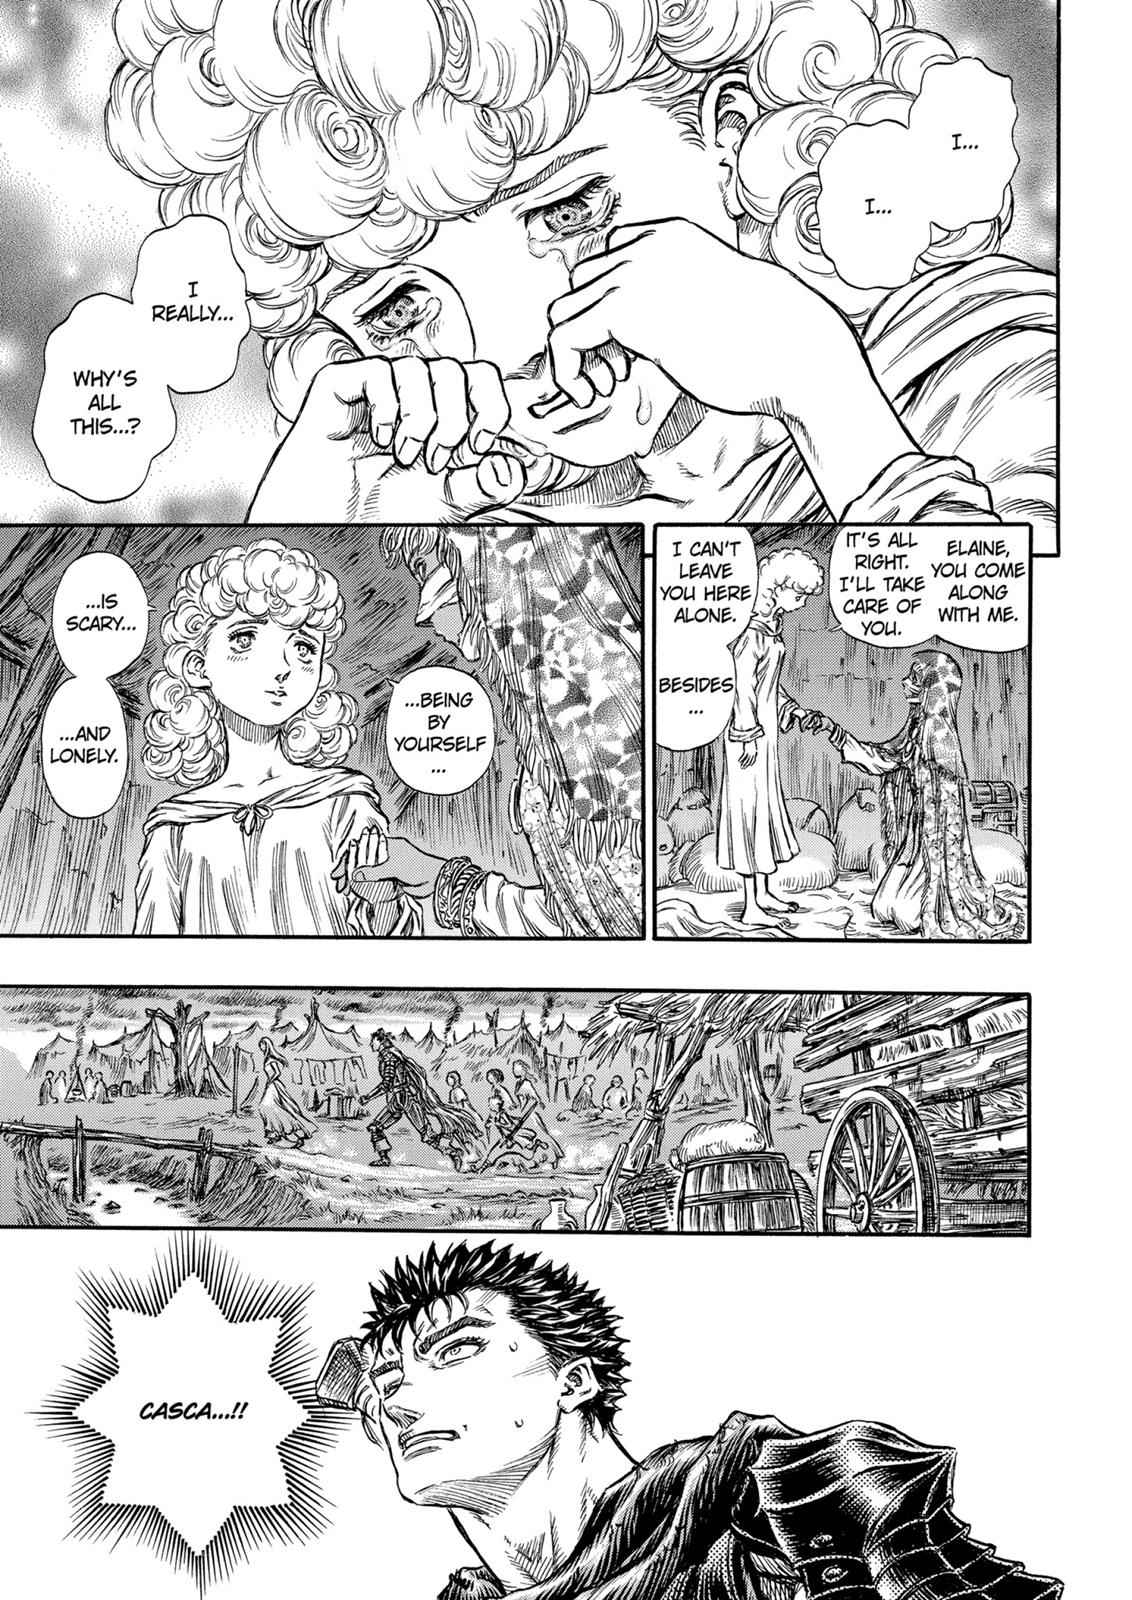 I...
I...
I
REALLY...
WHY'S
ALL
THIS...?
ELAINE,
YOU COME
ALONG
WITH ME.
IT'S ALL
RIGHT.
I'LL TAKE
CARE OF
YOU.
I CAN'T
LEAVE
YOU HERE
ALONE.
BESIDES
...
...BEING
BY
YOURSELF
...
...IS
SCARY...
...AND
LONELY.
CASCA...!!